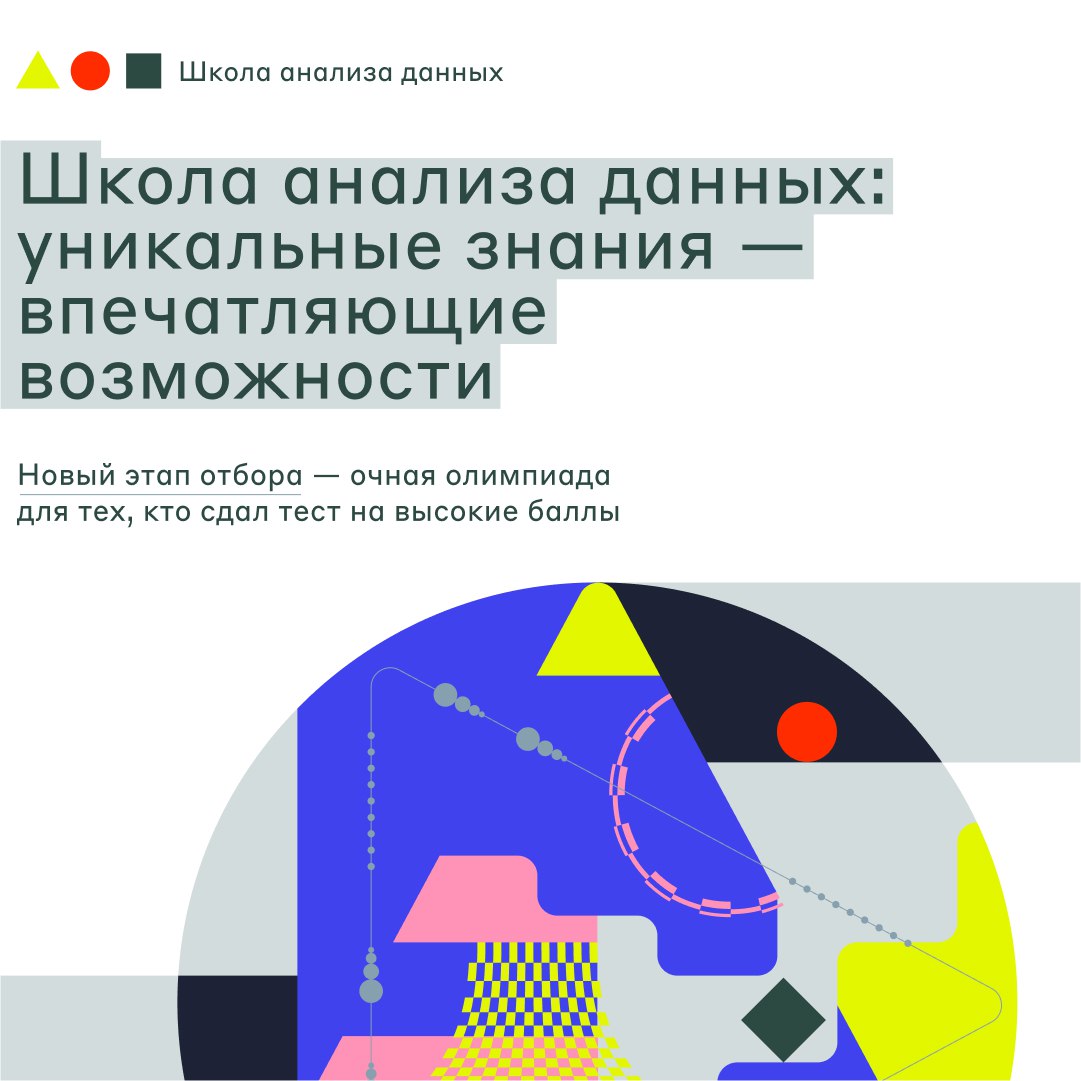 Школа анализа данных
Школа анализа данных:
уникальные знания —
впечатляющие
возможности
Новый этап отбора — очная олимпиада
для тех, кто сдал тест на высокие баллы